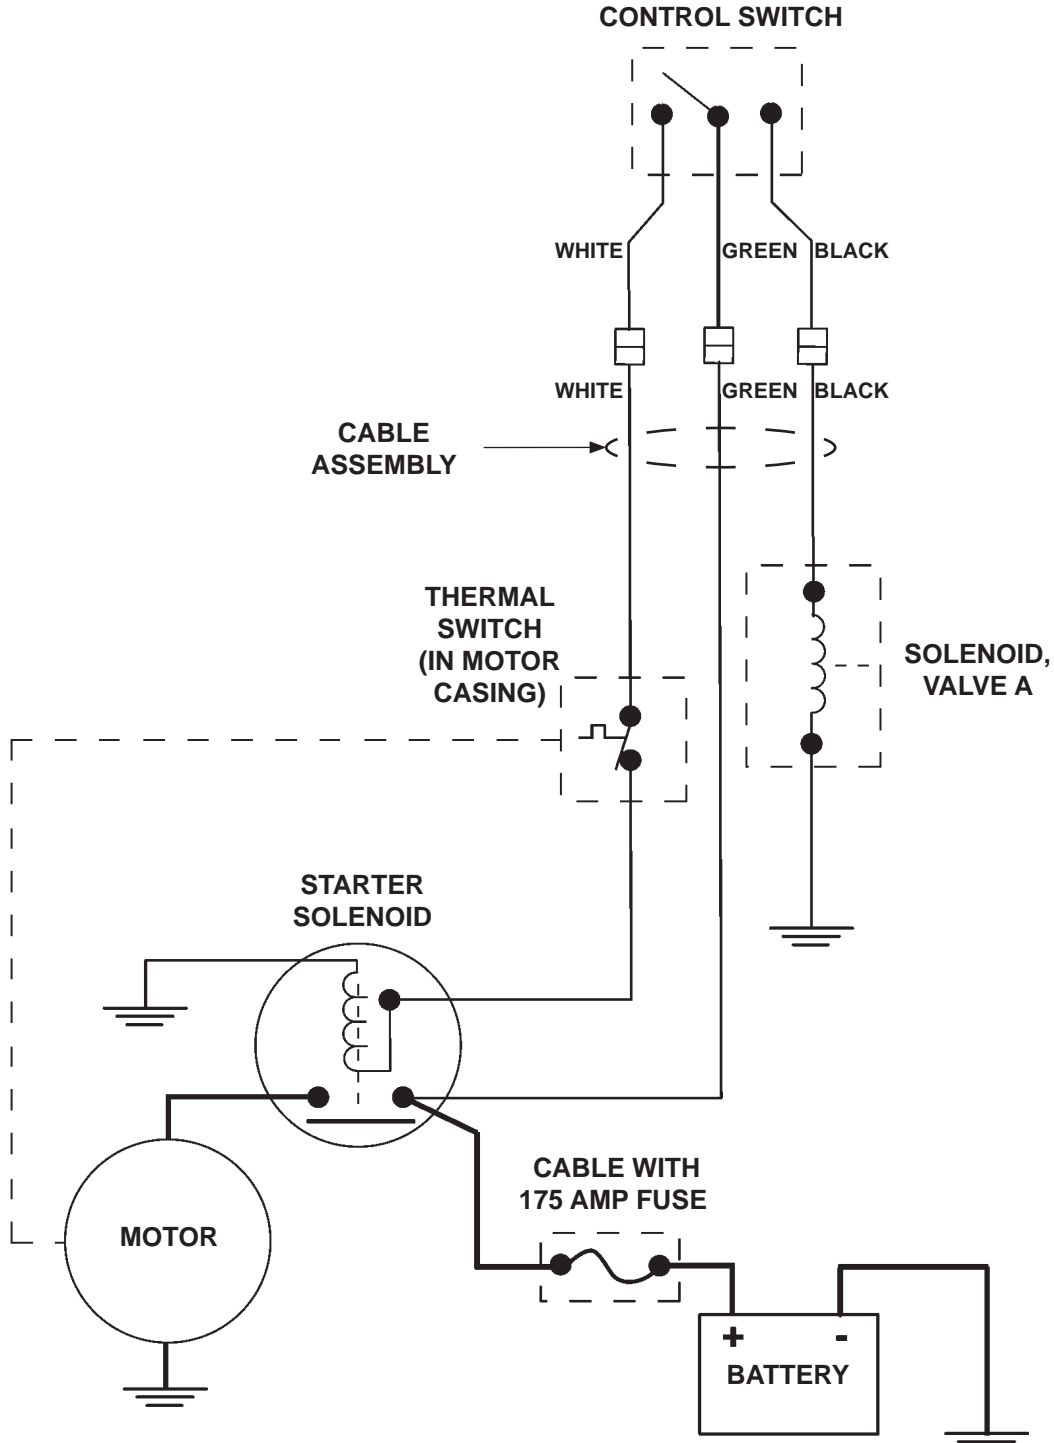 CONTROL SWITCH
WHITE
GREEN
BLACK
WHITE
GREEN
BLACK
CABLE
ASSEMBLY
THERMAL
SWITCH
(IN MOTOR
CASING)
SOLENOID,
VALVE A
STARTER
SOLENOID
CABLE WITH
175 AMP FUSE
MOTOR
+
-
BATTERY